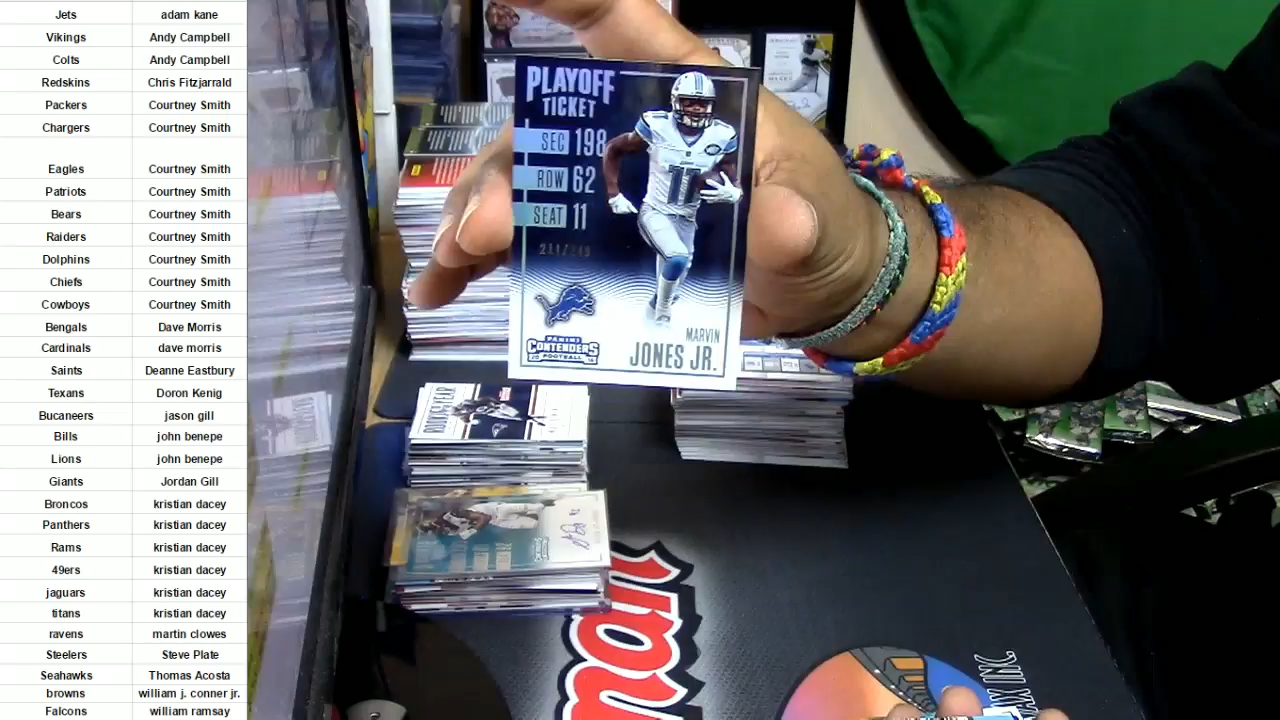 Jets adam kane
Vikings Andy Campbell
Colts Andy Campbell
Redskins Chris Fitzjarrald
Packers Courtney Smith
Chargers Courtney Smith
Eagles Courtney Smith
Patriots Courtney Smith
Bears Courtney Smith
Raiders Courtney Smith
Dolphins Courtney Smith
Chiefs Courtney Smith
Cowboys Courtney Smith
Bengals Dave Morris
Cardinals dave morris
Saints Deanne Eastbury
Texans Doron Kenig
Bucaneers jason gill
Bills john benepe
Lions john benepe
Giants Jordan Gill
Broncos kristian dacey
Panthers kristian dacey
Rams kristian dacey
49ers kristian dacey
jaguars kristian dacey
titans kristian dacey
ravens martin clowes
Steelers Steve Plate
Seahawks Thomas Acosta
browns william j. conner jr.
Falcons william ramsay
PLAYOFF
TICKET
SEC 198
ROW 62
SEAT 11
211/249
PANINI
CONTENDERS
FOOTBALL
MARVIN
JONES JR.